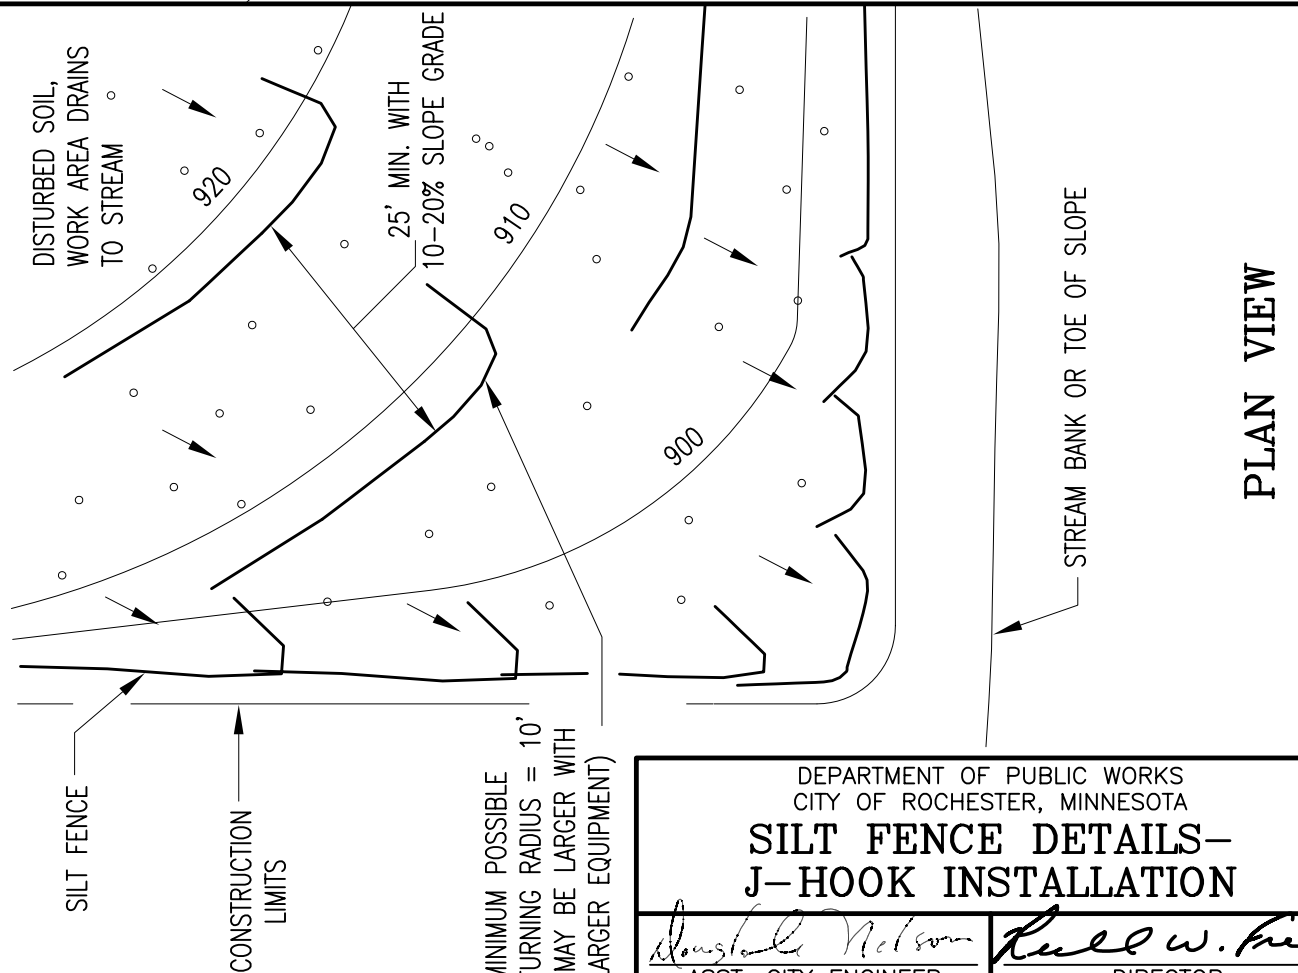 DISTURBED SOIL,
WORK AREA DRAINS
TO STREAM
920
25' MIN. WITH
10-20% SLOPE GRADE
910
900
STREAM BANK OR TOE OF SLOPE
PLAN VIEW
SILT FENCE
CONSTRUCTION
LIMITS
MINIMUM POSSIBLE
TURNING RADIUS = 10'
(MAY BE LARGER WITH
LARGER EQUIPMENT)
DEPARTMENT OF PUBLIC WORKS
CITY OF ROCHESTER, MINNESOTA
SILT FENCE DETAILS-
J-HOOK INSTALLATION
Nelson
W.
ASST. CITY ENGINEER
DIRECTOR